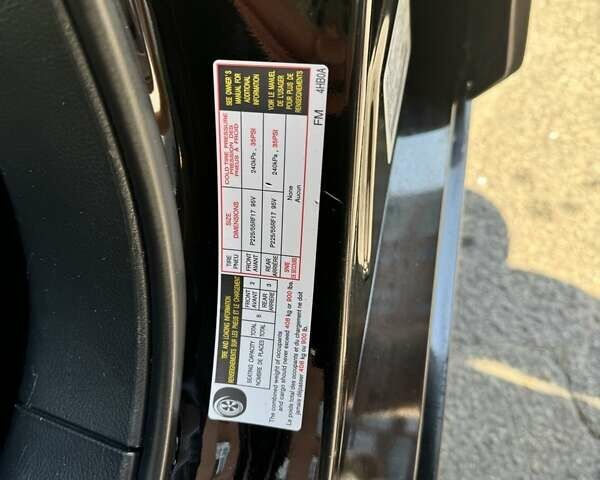 TIRE AND LOADING INFORMATION
RENSEIGNEMENTS SUR LES PNEUS ET LE CHARGEMENT
SEATING CAPACITY TOTAL 5 FRONT AVANT 2 REAR ARRIÈRE 3
NOMBRE DE PLACES TOTAL
The combined weight of occupants
and cargo should never exceed 408 kg or 900 lbs.
Le poids total des occupants et du chargement ne doit
jamais dépasser 408 kg ou 900 lb.
TIRE PNEU
SIZE DIMENSIONS
COLD TIRE PRESSURE
PRESSION DES
PNEUS À FROID
FRONT AVANT P225/55RF17 95V 240kPa, 35PSI
REAR ARRIÈRE P225/55RF17 95V 240kPa, 35PSI
SPARE DE SECOURS None Aucun
SEE OWNER'S
MANUAL FOR
ADDITIONAL
INFORMATION
VOIR LE MANUEL
DE L'USAGER
POUR PLUS DE
RENSEIGNEMENTS
FM 4HB0A